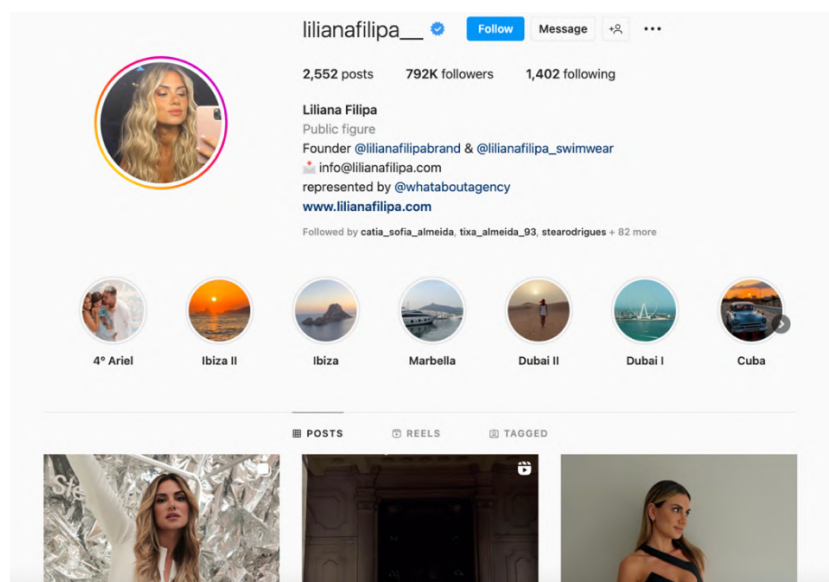 lilianafilipa__ Follow Message
2,552 posts 792K followers 1,402 following
Liliana Filipa
Public figure
Founder @lilianafilipabrand & @lilianafilipa_swimwear
info@lilianafilipa.com
represented by @whataboutagency
www.lilianafilipa.com
Followed by catia_sofia_almeida, tixa_almeida_93, stearodrigues + 82 more
4º Ariel Ibiza II Ibiza Marbella Dubai II Dubai I Cuba
POSTS REELS TAGGED